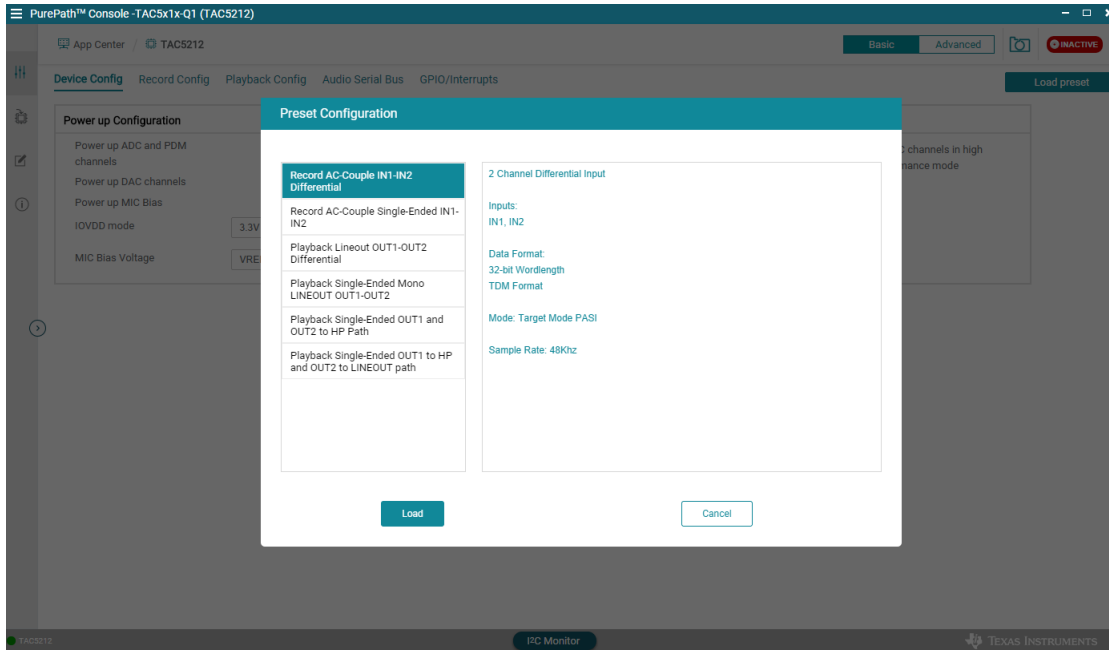 PurePath™ Console -TAC5x1x-Q1 (TAC5212)
App Center / TAC5212
Basic
Advanced
INACTIVE
Device Config
Record Config
Playback Config
Audio Serial Bus
GPIO/Interrupts
Load preset
Power up Configuration
Power up ADC and PDM
channels
Power up DAC channels
Power up MIC Bias
IOVDD mode
3.3V
MIC Bias Voltage
VRE
channels in high
mance mode
Preset Configuration
Record AC-Couple IN1-IN2
Differential
Record AC-Couple Single-Ended IN1-
IN2
Playback Lineout OUT1-OUT2
Differential
Playback Single-Ended Mono
LINEOUT OUT1-OUT2
Playback Single-Ended OUT1 and
OUT2 to HP Path
Playback Single-Ended OUT1 to HP
and OUT2 to LINEOUT path
2 Channel Differential Input
Inputs:
IN1, IN2
Data Format:
32-bit Wordlength
TDM Format
Mode: Target Mode PASI
Sample Rate: 48Khz
Load
Cancel
TAC5212
I²C Monitor
TEXAS INSTRUMENTS